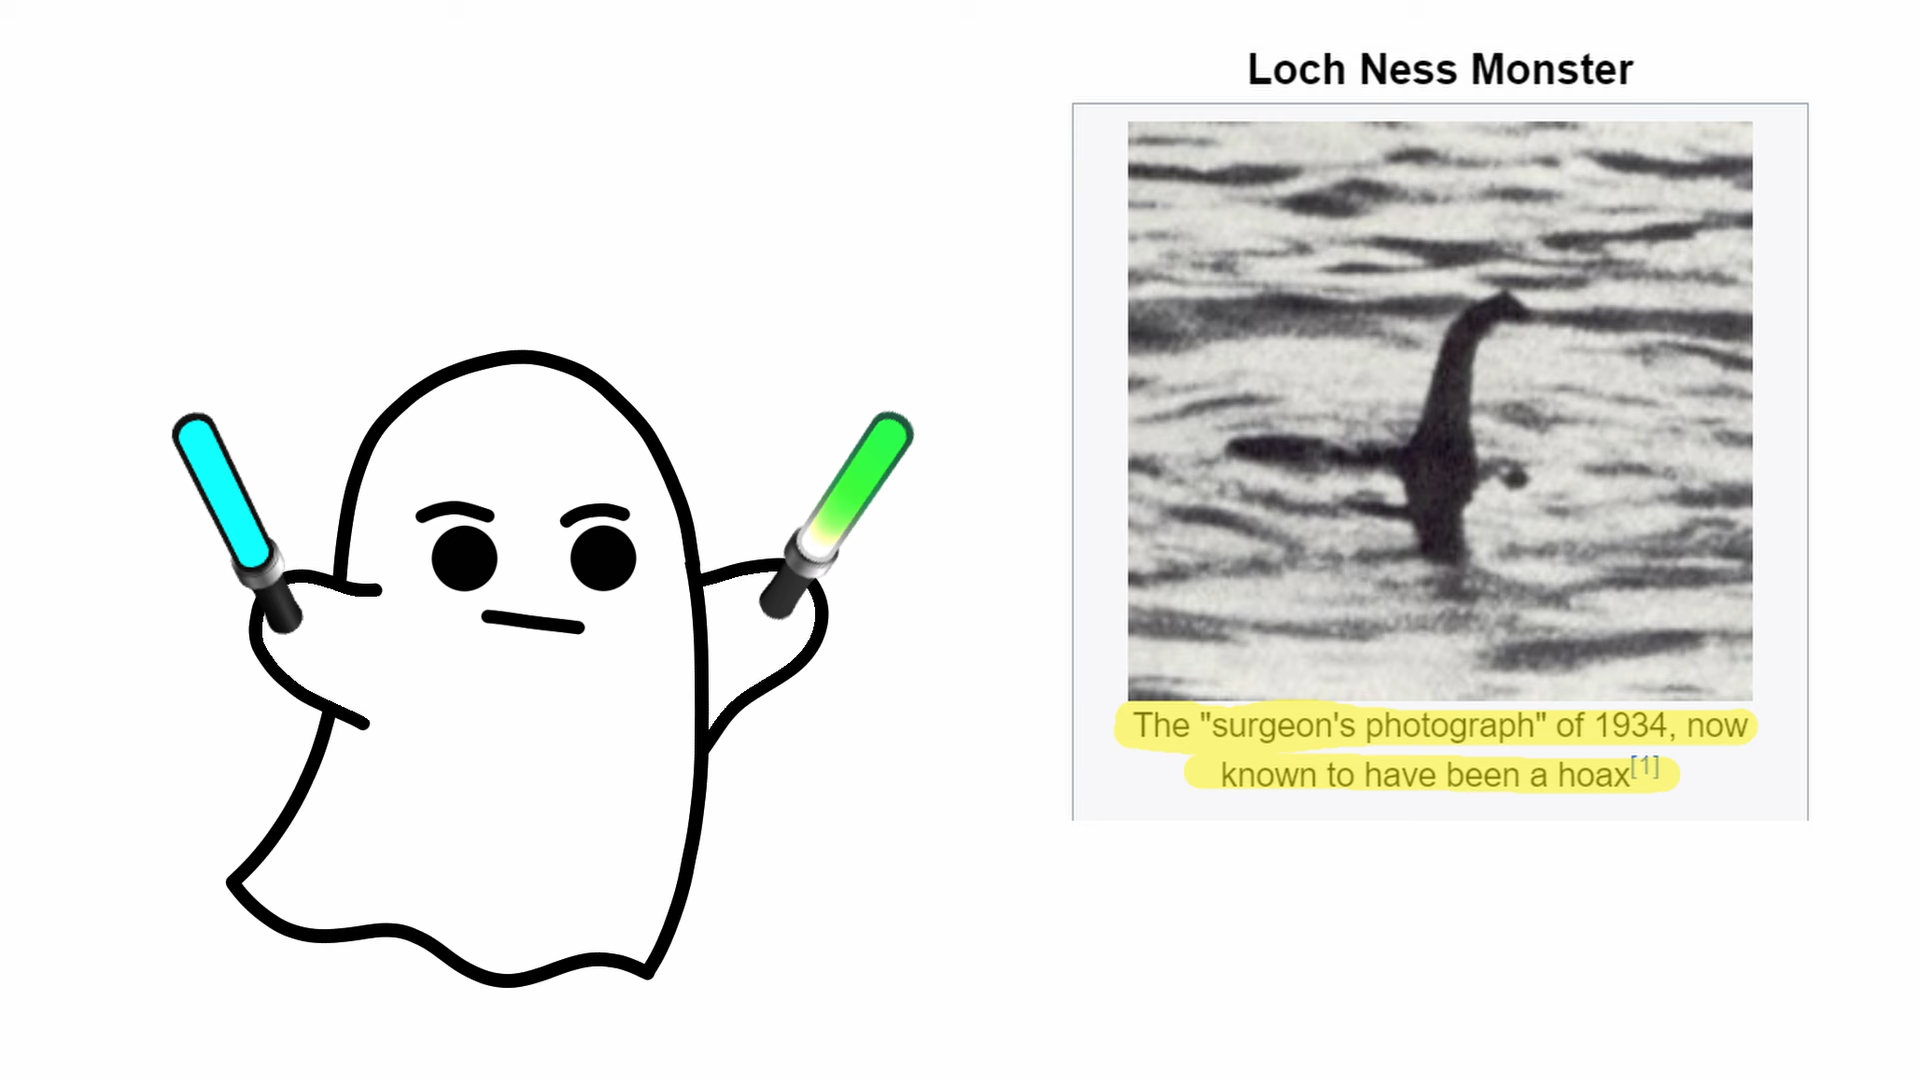 Loch Ness Monster
The "surgeon's photograph" of 1934, now
known to have been a hoax[1]